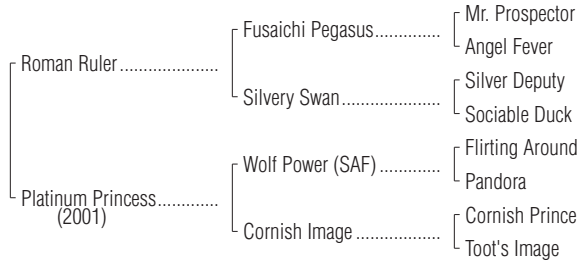 Mr. Prospector
Fusaichi Pegasus..............
Angel Fever
Roman Ruler.....................
Silver Deputy
Silvery Swan.....................
Sociable Duck
Flirting Around
Wolf Power (SAF).............
Pandora
Platinum Princess.............
(2001)
Cornish Prince
Cornish Image..................
Toot's Image